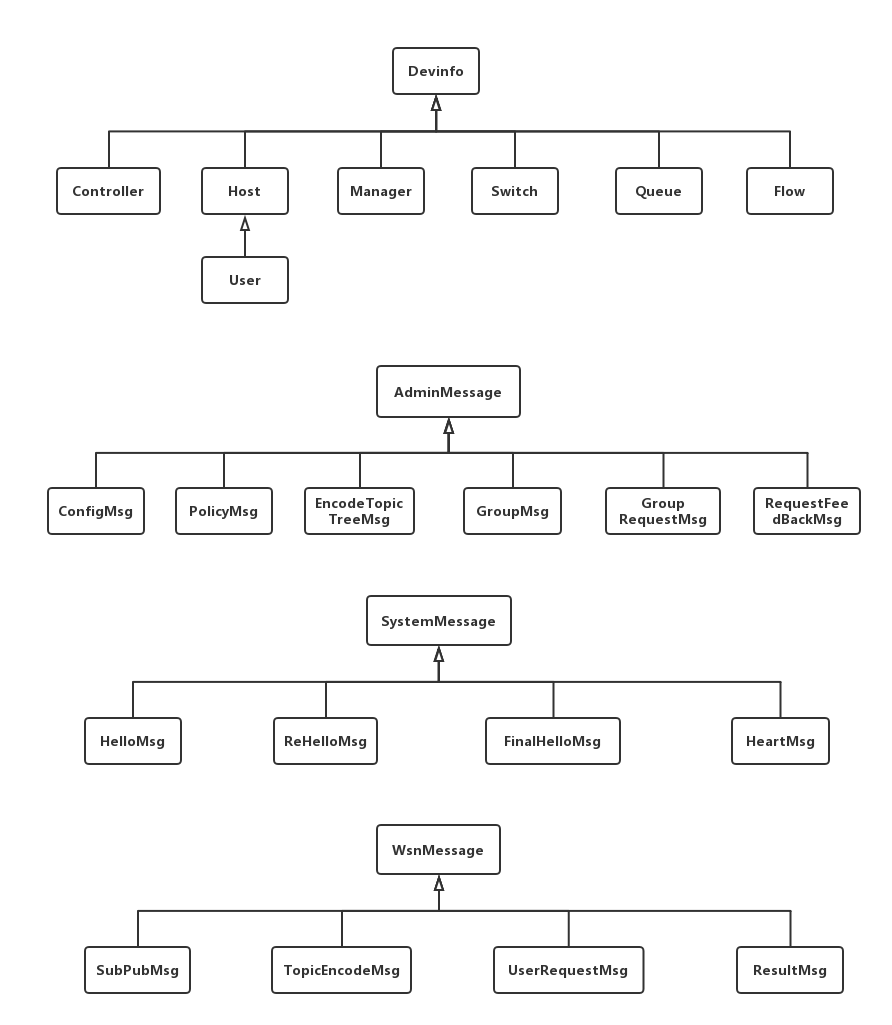 Devinfo
Controller
Host
Manager
Switch
Queue
Flow
User
AdminMessage
ConfigMsg
PolicyMsg
EncodeTopic
TreeMsg
GroupMsg
Group
RequestMsg
RequestFee
dBackMsg
SystemMessage
HelloMsg
ReHelloMsg
FinalHelloMsg
HeartMsg
WsnMessage
SubPubMsg
TopicEncodeMsg
UserRequestMsg
ResultMsg